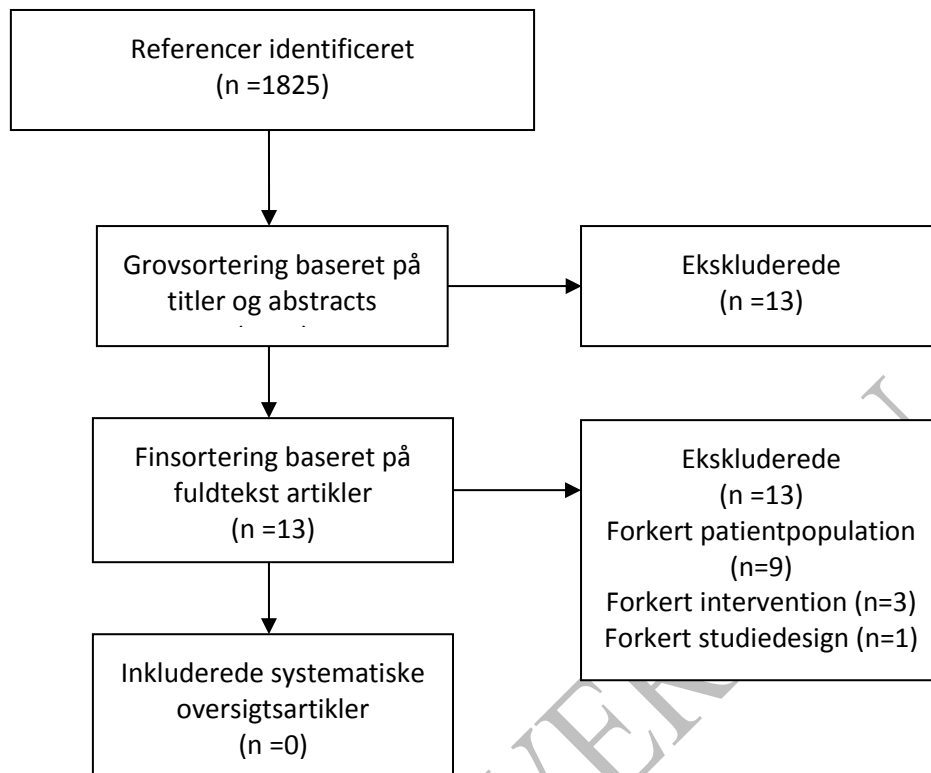 Referencer identificeret
(n =1825)
Grovsortering baseret på
titler og abstracts
Ekskluderede
(n =13)
Finsortering baseret på
fuldtekst artikler
(n =13)
Ekskluderede
(n =13)
Forkert patientpopulation
(n=9)
Forkert intervention (n=3)
Forkert studiedesign (n=1)
Inkluderede systematiske
oversigtsartikler
(n =0)